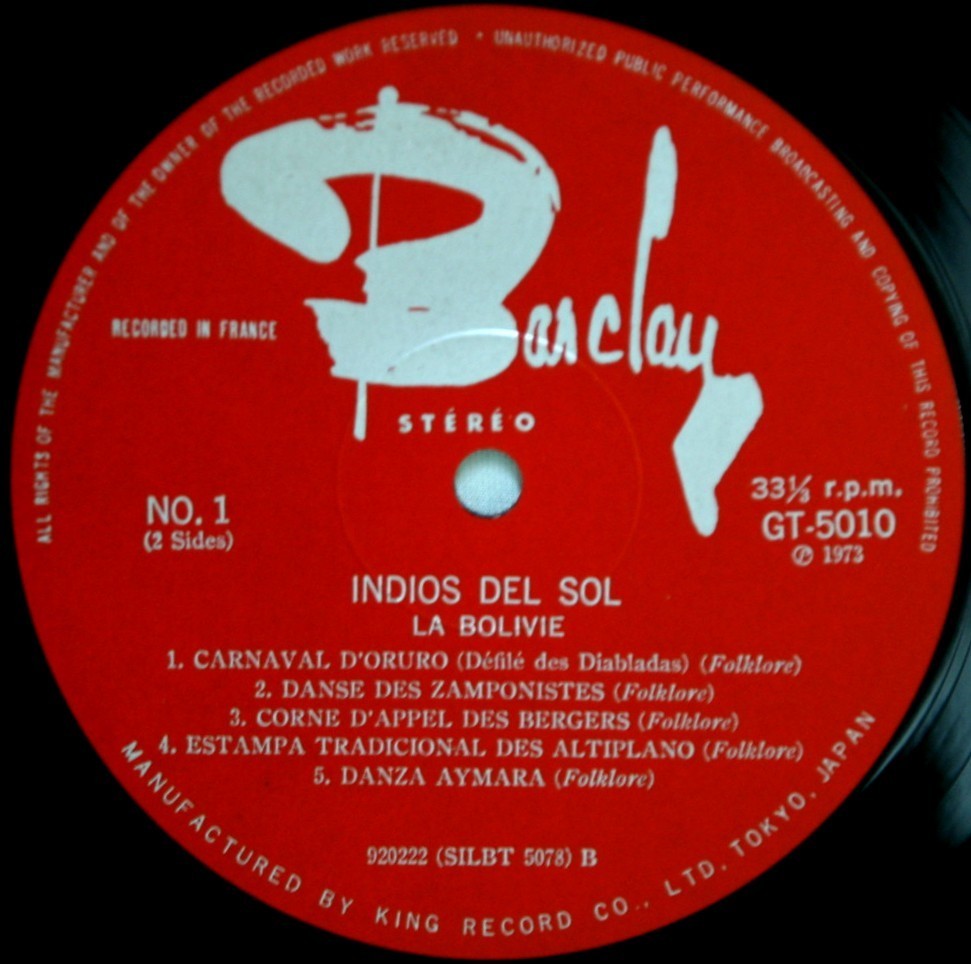 ALL RIGHTS OF THE MANUFACTURER AND OF THE OWNER OF THE RECORDED WORK RESERVED • UNAUTHORIZED PUBLIC PERFORMANCE BROADCASTING AND COPYING OF THIS RECORD PROHIBITED
Barclay
RECORDED IN FRANCE
STÉRÉO
NO. 1
(2 Sides)
33⅓ r.p.m.
GT-5010
Ⓟ 1973
INDIOS DEL SOL
LA BOLIVIE
1. CARNAVAL D'ORURO (Défilé des Diabladas) (Folklore)
2. DANSE DES ZAMPONISTES (Folklore)
3. CORNE D'APPEL DES BERGERS (Folklore)
4. ESTAMPA TRADICIONAL DES ALTIPLANO (Folklore)
5. DANZA AYMARA (Folklore)
920222 (SILBT 5078) B
MANUFACTURED BY KING RECORD CO., LTD. TOKYO, JAPAN